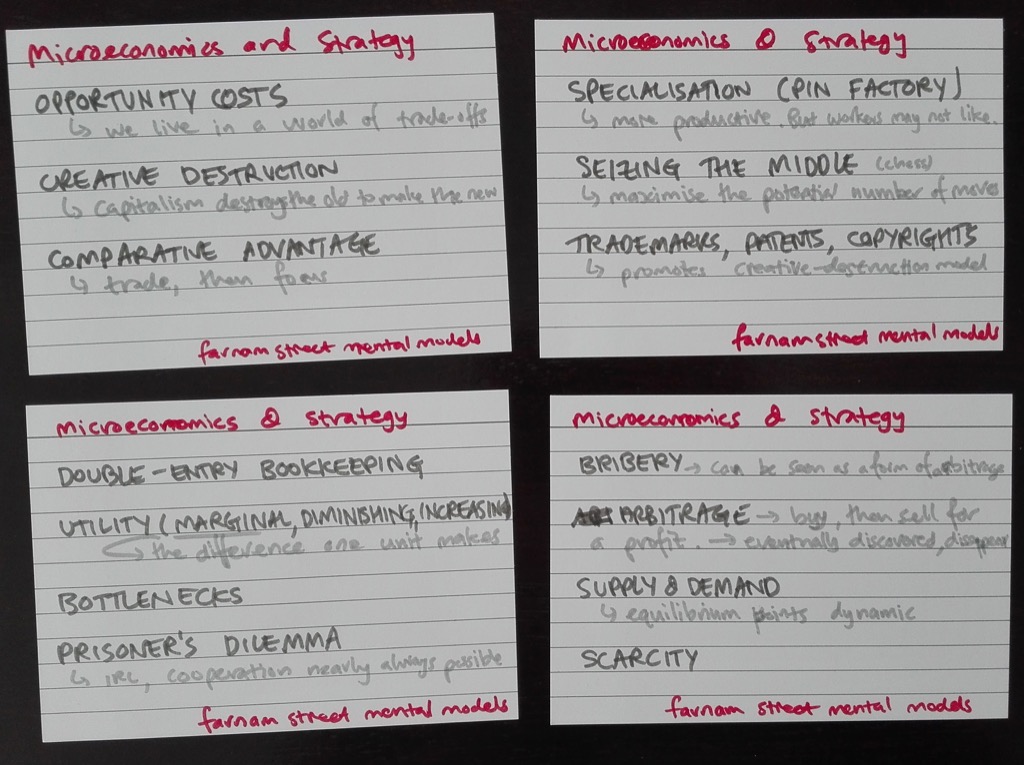 Microeconomics and Strategy
OPPORTUNITY COSTS
↳ we live in a world of trade-offs
CREATIVE DESTRUCTION
↳ capitalism destroys the old to make the new
COMPARATIVE ADVANTAGE
↳ trade, then focus
farnam street mental models
Microeconomics & Strategy
SPECIALISATION (PIN FACTORY)
↳ more productive. But workers may not like.
SEIZING THE MIDDLE (chess)
↳ maximise the potential number of moves
TRADEMARKS, PATENTS, COPYRIGHTS
↳ promotes creative-destruction model
farnam street mental models
microeconomics & strategy
DOUBLE-ENTRY BOOKKEEPING
UTILITY (MARGINAL, DIMINISHING, INCREASING)
↳ the difference one unit makes
BOTTLENECKS
PRISONER'S DILEMMA
↳ IRL, cooperation nearly always possible
farnam street mental models
microeconomics & strategy
BRIBERY → can be seen as a form of arbitrage
ARBITRAGE → buy, then sell for
a profit. → eventually discovered, disappear
SUPPLY & DEMAND
↳ equilibrium points dynamic
SCARCITY
farnam street mental models